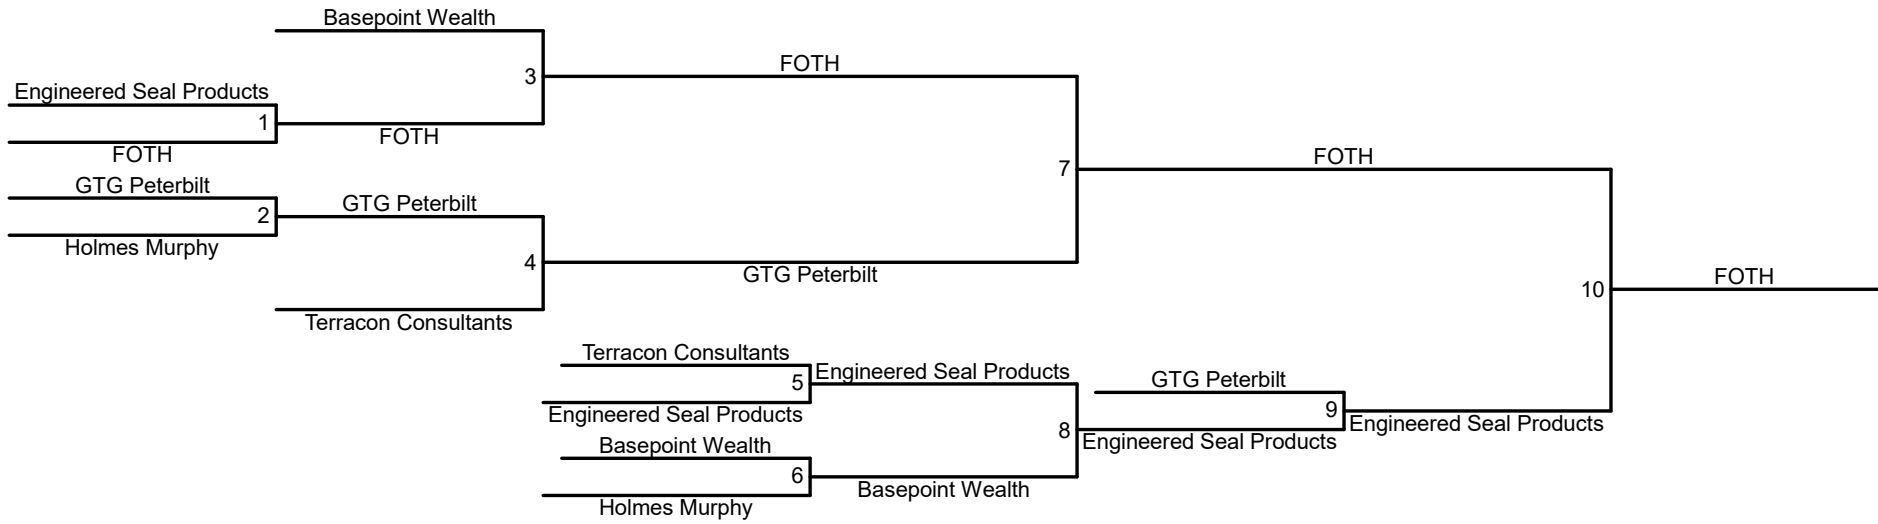 Basepoint Wealth
3
FOTH
Engineered Seal Products
1
FOTH
FOTH
7
FOTH
GTG Peterbilt
2
GTG Peterbilt
Holmes Murphy
4
GTG Peterbilt
Terracon Consultants
10
FOTH
Terracon Consultants
5
Engineered Seal Products
Engineered Seal Products
GTG Peterbilt
9
Engineered Seal Products
8
Engineered Seal Products
Basepoint Wealth
6
Basepoint Wealth
Holmes Murphy